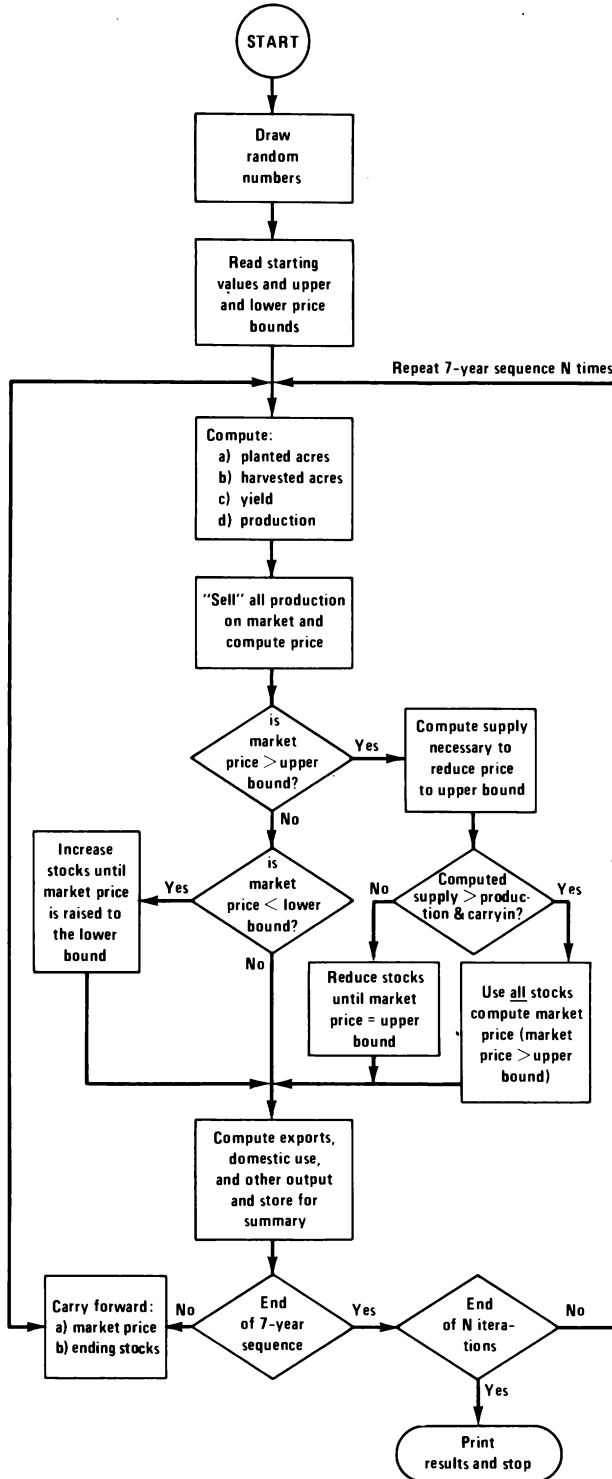 START
Draw
random
numbers
Read starting
values and upper
and lower price
bounds
Repeat 7-year sequence N times
Compute:
a) planted acres
b) harvested acres
c) yield
d) production
"Sell" all production
on market and
compute price
is
market
price > upper
bound?
Yes
No
Compute supply
necessary to
reduce price
to upper bound
is
market
price < lower
bound?
Yes
No
Increase
stocks until
market price
is raised to
the lower
bound
Computed
supply > produc-
tion & carryin?
No
Yes
Reduce stocks
until market
price = upper
bound
Use all stocks
compute market
price (market
price > upper
bound)
Compute exports,
domestic use,
and other output
and store for
summary
End
of 7-year
sequence
No
Yes
Carry forward:
a) market price
b) ending stocks
End
of N itera-
tions
No
Yes
Print
results and stop